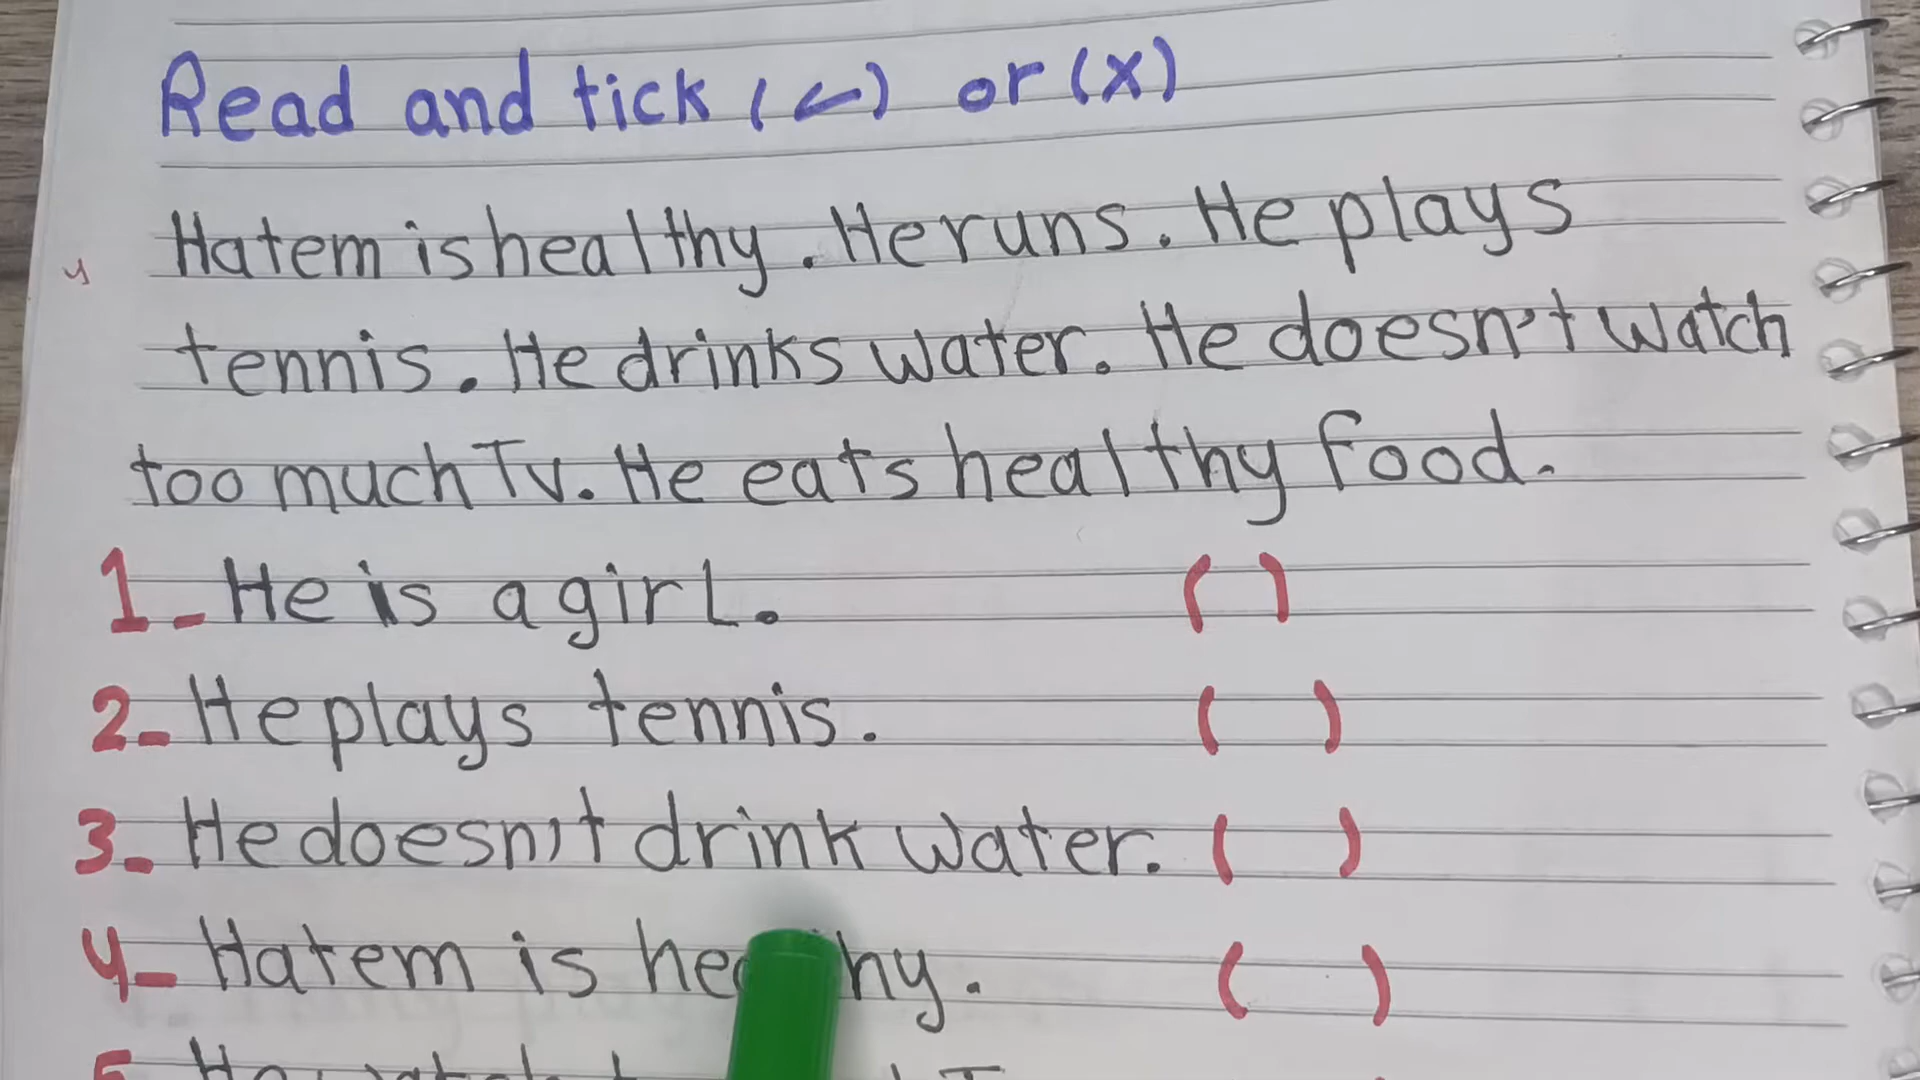 Read and tick (✓) or (x)
Hatem is healthy. He runs. He plays
tennis. He drinks water. He doesn't watch
too much Tv. He eats healthy food.
1- He is a girl. ( )
2- He plays tennis. ( )
3- He doesn't drink water. ( )
4- Hatem is ( )
5